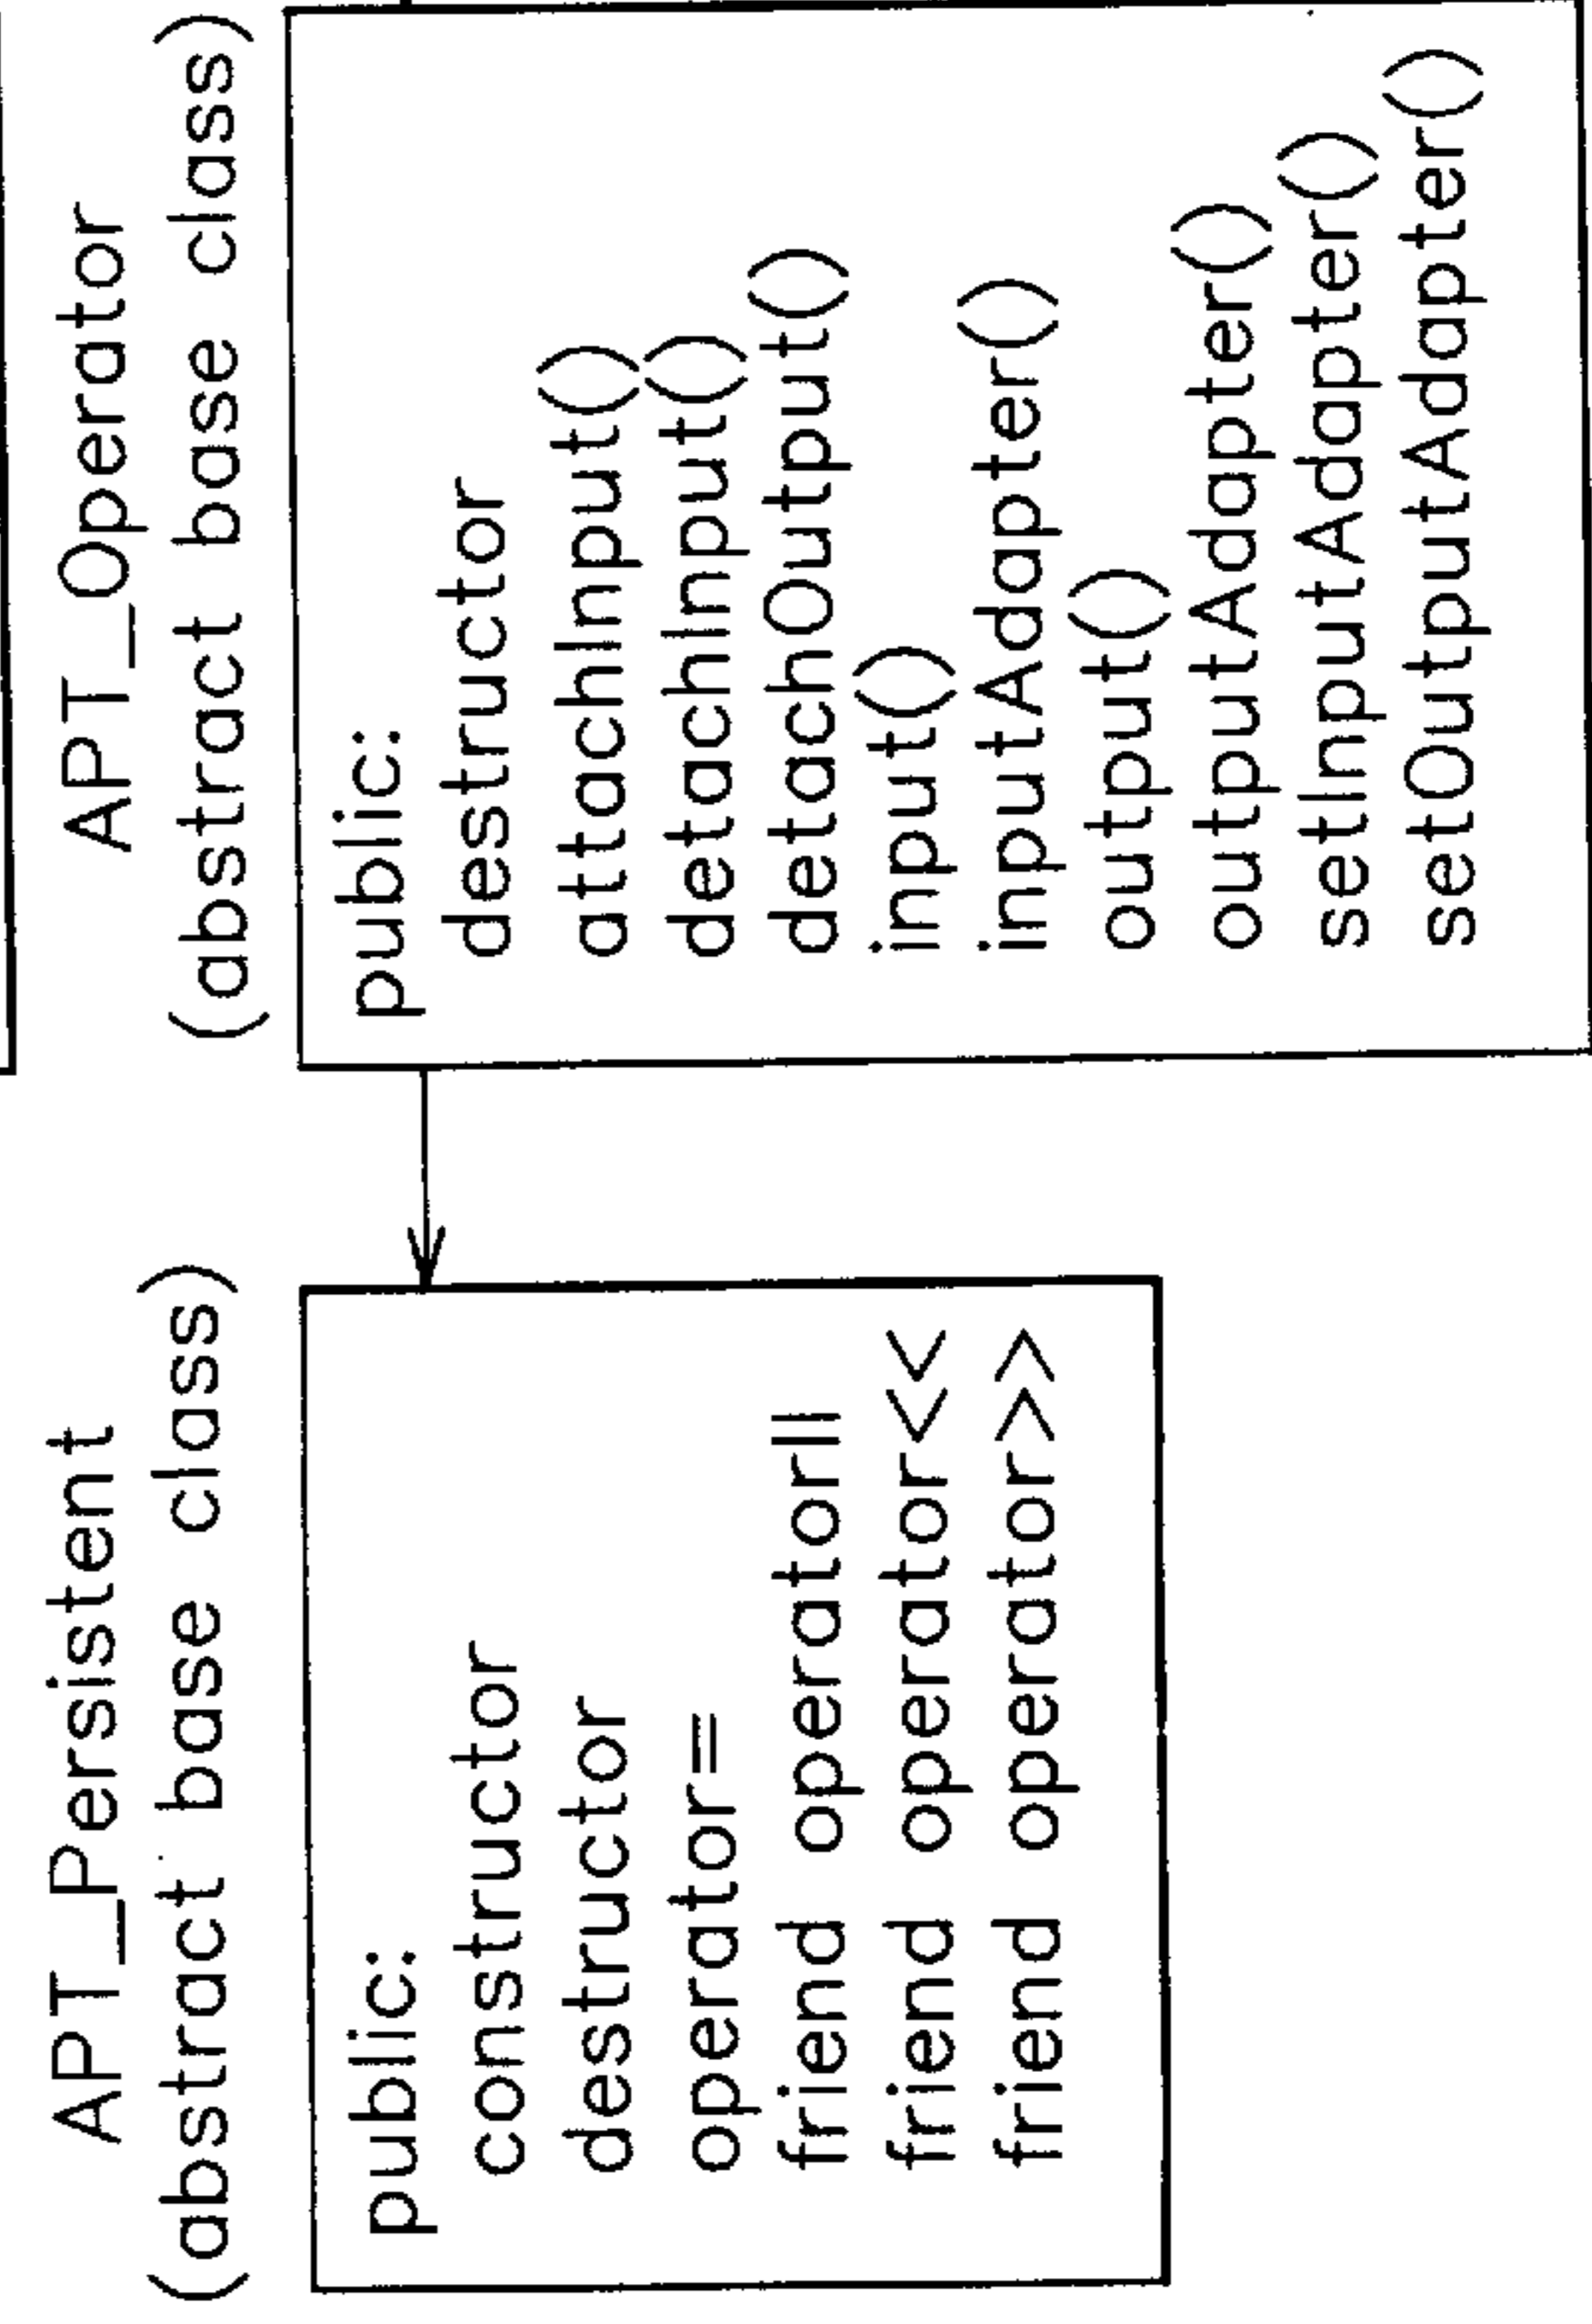 APT_Persistent
(abstract base class)
public:
constructor
destructor
operator=
friend operator||
friend operator<<
friend operator>>
APT_Operator
(abstract base class)
public:
destructor
attachInput()
detachInput()
detachOutput()
input()
inputAdapter()
output()
outputAdapter()
setInputAdapter()
setOutputAdapter()